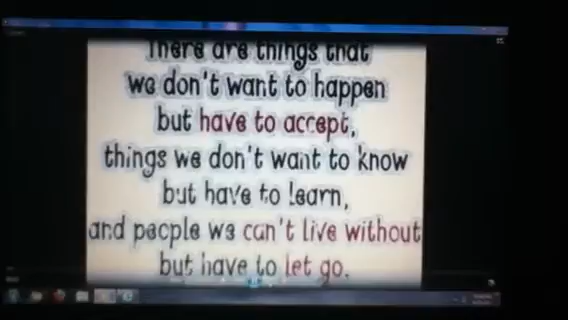 There are things that
we don't want to happen
but have to accept,
things we don't want to know
but have to learn,
and people we can't live without
but have to let go.